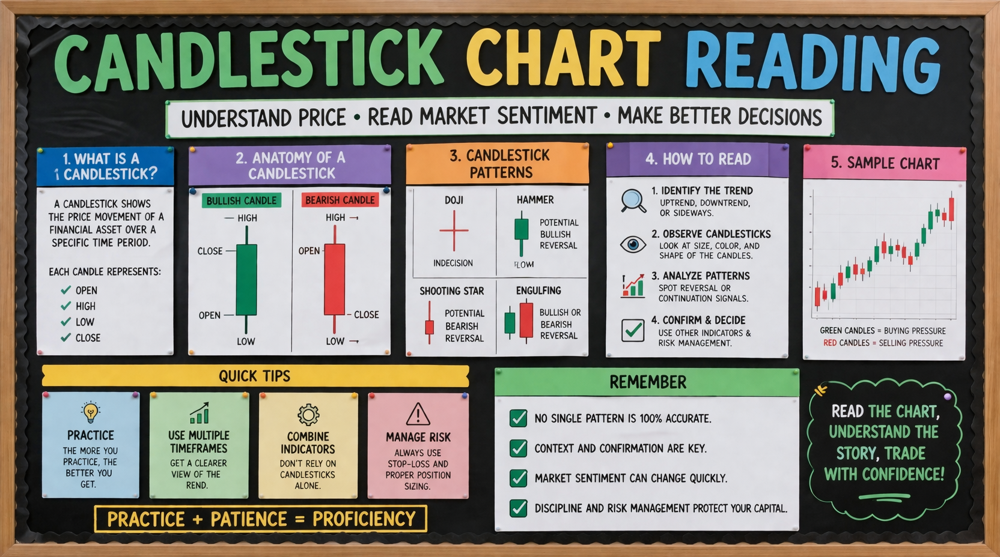 CANDLESTICK CHART READING
UNDERSTAND PRICE • READ MARKET SENTIMENT • MAKE BETTER DECISIONS
1. WHAT IS A
CANDLESTICK?
A CANDLESTICK SHOWS
THE PRICE MOVEMENT OF A
FINANCIAL ASSET OVER A
SPECIFIC TIME PERIOD.
EACH CANDLE REPRESENTS:
OPEN
HIGH
LOW
CLOSE
2. ANATOMY OF A
CANDLESTICK
BULLISH CANDLE
HIGH
CLOSE
OPEN
LOW
BEARISH CANDLE
HIGH
OPEN
CLOSE
LOW
3. CANDLESTICK
PATTERNS
DOJI
INDECISION
HAMMER
POTENTIAL
BULLISH
REVERSAL
SHOOTING STAR
POTENTIAL
BEARISH
REVERSAL
ENGULFING
BULLISH OR
BEARISH
REVERSAL
4. HOW TO READ
1. IDENTIFY THE TREND
UPTREND, DOWNTREND,
OR SIDEWAYS.
2. OBSERVE CANDLESTICKS
LOOK AT SIZE, COLOR, AND
SHAPE OF THE CANDLES.
3. ANALYZE PATTERNS
SPOT REVERSAL OR
CONTINUATION SIGNALS.
4. CONFIRM & DECIDE
USE OTHER INDICATORS &
RISK MANAGEMENT.
5. SAMPLE CHART
GREEN CANDLES = BUYING PRESSURE
RED CANDLES = SELLING PRESSURE
QUICK TIPS
PRACTICE
THE MORE YOU
PRACTICE, THE
BETTER YOU
GET.
USE MULTIPLE
TIMEFRAMES
GET A CLEARER
VIEW OF THE
REND.
COMBINE
INDICATORS
DON'T RELY ON
CANDLESTICKS
ALONE.
MANAGE RISK
ALWAYS USE
STOP-LOSS AND
PROPER POSITION
SIZING.
PRACTICE + PATIENCE = PROFICIENCY
REMEMBER
NO SINGLE PATTERN IS 100% ACCURATE.
CONTEXT AND CONFIRMATION ARE KEY.
MARKET SENTIMENT CAN CHANGE QUICKLY.
DISCIPLINE AND RISK MANAGEMENT PROTECT YOUR CAPITAL.
READ THE CHART,
UNDERSTAND THE
STORY, TRADE
WITH CONFIDENCE!